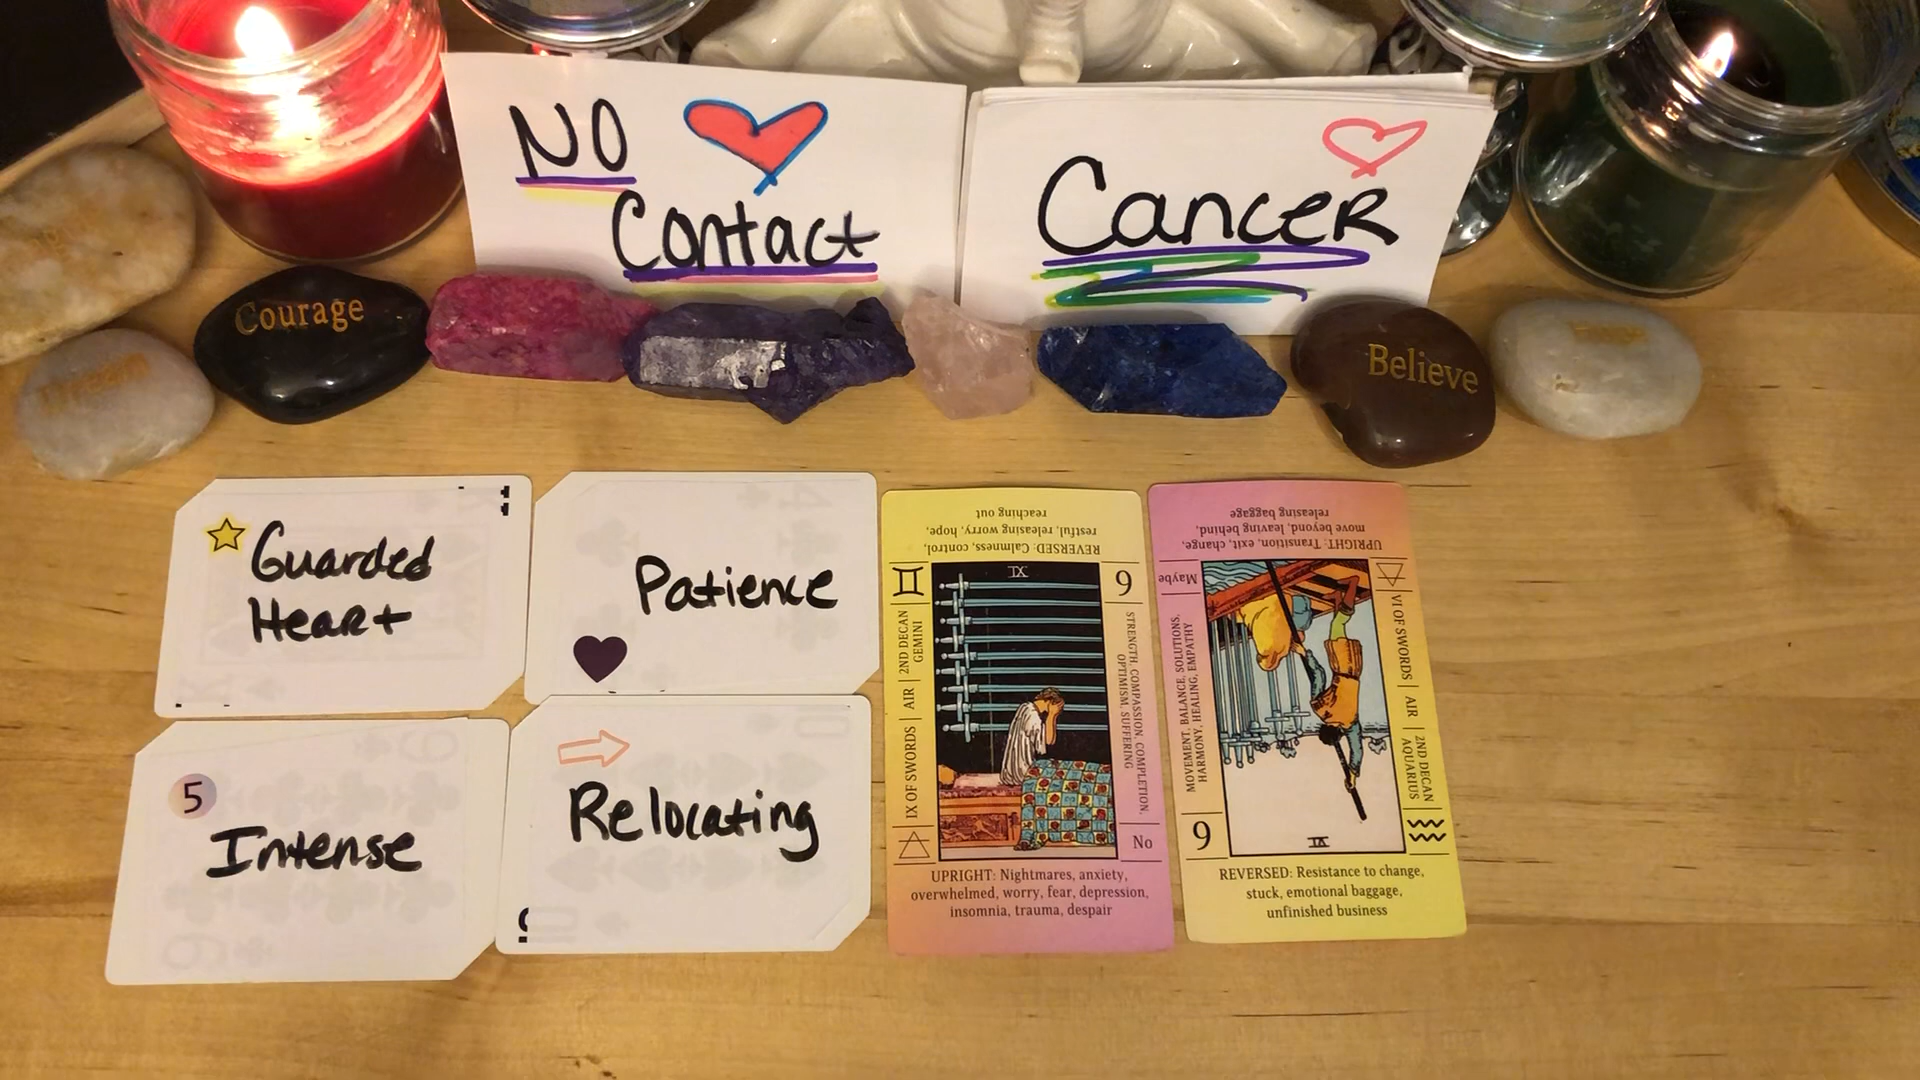 NO
Contact
Cancer
Courage
Believe
Guarded
Heart
Patience
5
Intense
Relocating
REVERSED: Calmness, control,
restful, releasing worry, hope,
reaching out
IX
9
IX OF SWORDS | AIR | 2ND DECAN
GEMINI
STRENGTH, COMPASSION, COMPLETION,
OPTIMISM, SUFFERING
No
UPRIGHT: Nightmares, anxiety,
overwhelmed, worry, fear, depression,
insomnia, trauma, despair
UPRIGHT: Transition, exit, change,
move beyond, leaving behind,
releasing baggage
Maybe
MOVEMENT, BALANCE, SOLUTIONS,
HARMONY, HEALING, EMPATHY
VI OF SWORDS | AIR | 2ND DECAN
AQUARIUS
6
VI
REVERSED: Resistance to change,
stuck, emotional baggage,
unfinished business